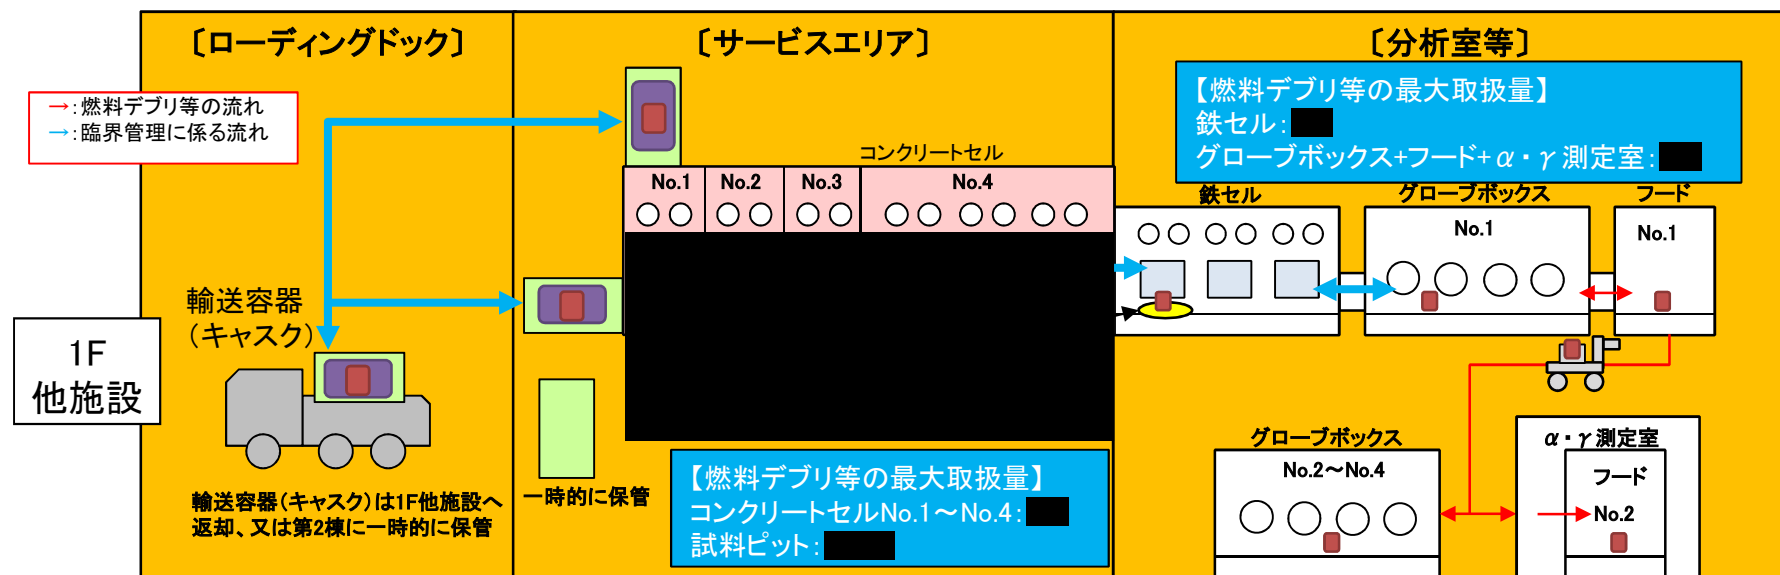 〔ローディングドック〕
→：燃料デブリ等の流れ
→：臨界管理に係る流れ
輸送容器
（キャスク）
1F
他施設
輸送容器（キャスク）は1F他施設へ
返却、又は第2棟に一時的に保管
〔サービスエリア〕
コンクリートセル
No.1
No.2
No.3
No.4
一時的に保管
【燃料デブリ等の最大取扱量】
コンクリートセルNo.1～No.4：
試料ピット：
〔分析室等〕
【燃料デブリ等の最大取扱量】
鉄セル：
グローブボックス+フード+α・γ測定室：
鉄セル
グローブボックス
No.1
フード
No.1
グローブボックス
No.2～No.4
α・γ測定室
フード
No.2